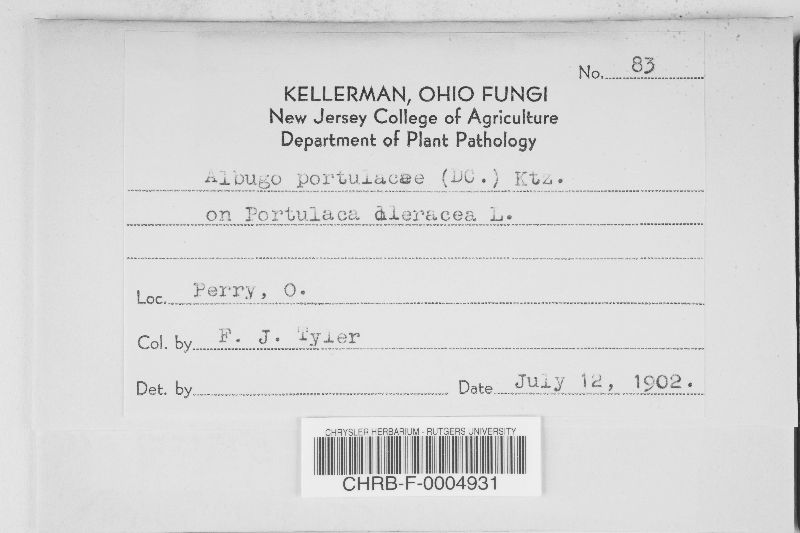 No. 83
KELLERMAN, OHIO FUNGI
New Jersey College of Agriculture
Department of Plant Pathology
Albugo portulacae (DC.) Ktz.
on Portulaca oleracea L.
Loc. Perry, O.
Col. by F. J. Tyler
Det. by Date July 12, 1902.
CHRYSLER HERBARIUM - RUTGERS UNIVERSITY
CHRB-F-0004931